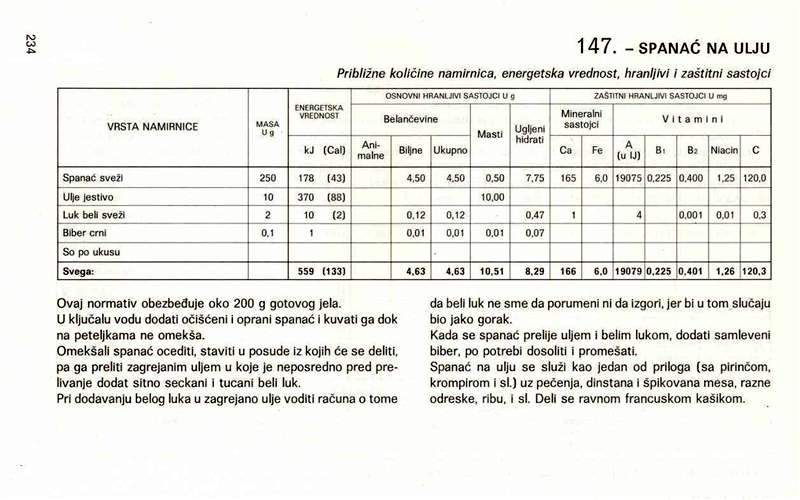 234
147. – SPANAĆ NA ULJU
Približne količine namirnica, energetska vrednost, hranljivi i zaštitni sastojci
VRSTA NAMIRNICE MASA U g ENERGETSKA VREDNOST OSNOVNI HRANLJIVI SASTOJCI U g ZAŠTITNI HRANLJIVI SASTOJCI U mg
Belančevine Masti Ugljeni hidrati Mineralni sastojci Vitamini
kJ (Cal) Ani-malne Biljne Ukupno Ca Fe A (u IJ) B1 B2 Niacin C
Spanać sveži 250 178 (43) 4,50 4,50 0,50 7,75 165 6,0 19075 0,225 0,400 1,25 120,0
Ulje jestivo 10 370 (88) 10,00
Luk beli sveži 2 10 (2) 0,12 0,12 0,47 1 4 0,001 0,01 0,3
Biber crni 0,1 1 0,01 0,01 0,01 0,07
So po ukusu
Svega: 559 (133) 4,63 4,63 10,51 8,29 166 6,0 19079 0,225 0,401 1,26 120,3
Ovaj normativ obezbeđuje oko 200 g gotovog jela.
U ključalu vodu dodati očišćeni i oprani spanać i kuvati ga dok
na peteljkama ne omekša.
Omekšali spanać ocediti, staviti u posude iz kojih će se deliti,
pa ga preliti zagrejanim uljem u koje je neposredno pred pre-
livanje dodat sitno seckani i tucani beli luk.
Pri dodavanju belog luka u zagrejano ulje voditi računa o tome
da beli luk ne sme da porumeni ni da izgori, jer bi u tom slučaju
bio jako gorak.
Kada se spanać prelije uljem i belim lukom, dodati samleveni
biber, po potrebi dosoliti i promešati.
Spanać na ulju se služi kao jedan od priloga (sa pirinčom,
krompirom i sl.) uz pečenja, dinstana i špikovana mesa, razne
odreske, ribu, i sl. Deli se ravnom francuskom kašikom.